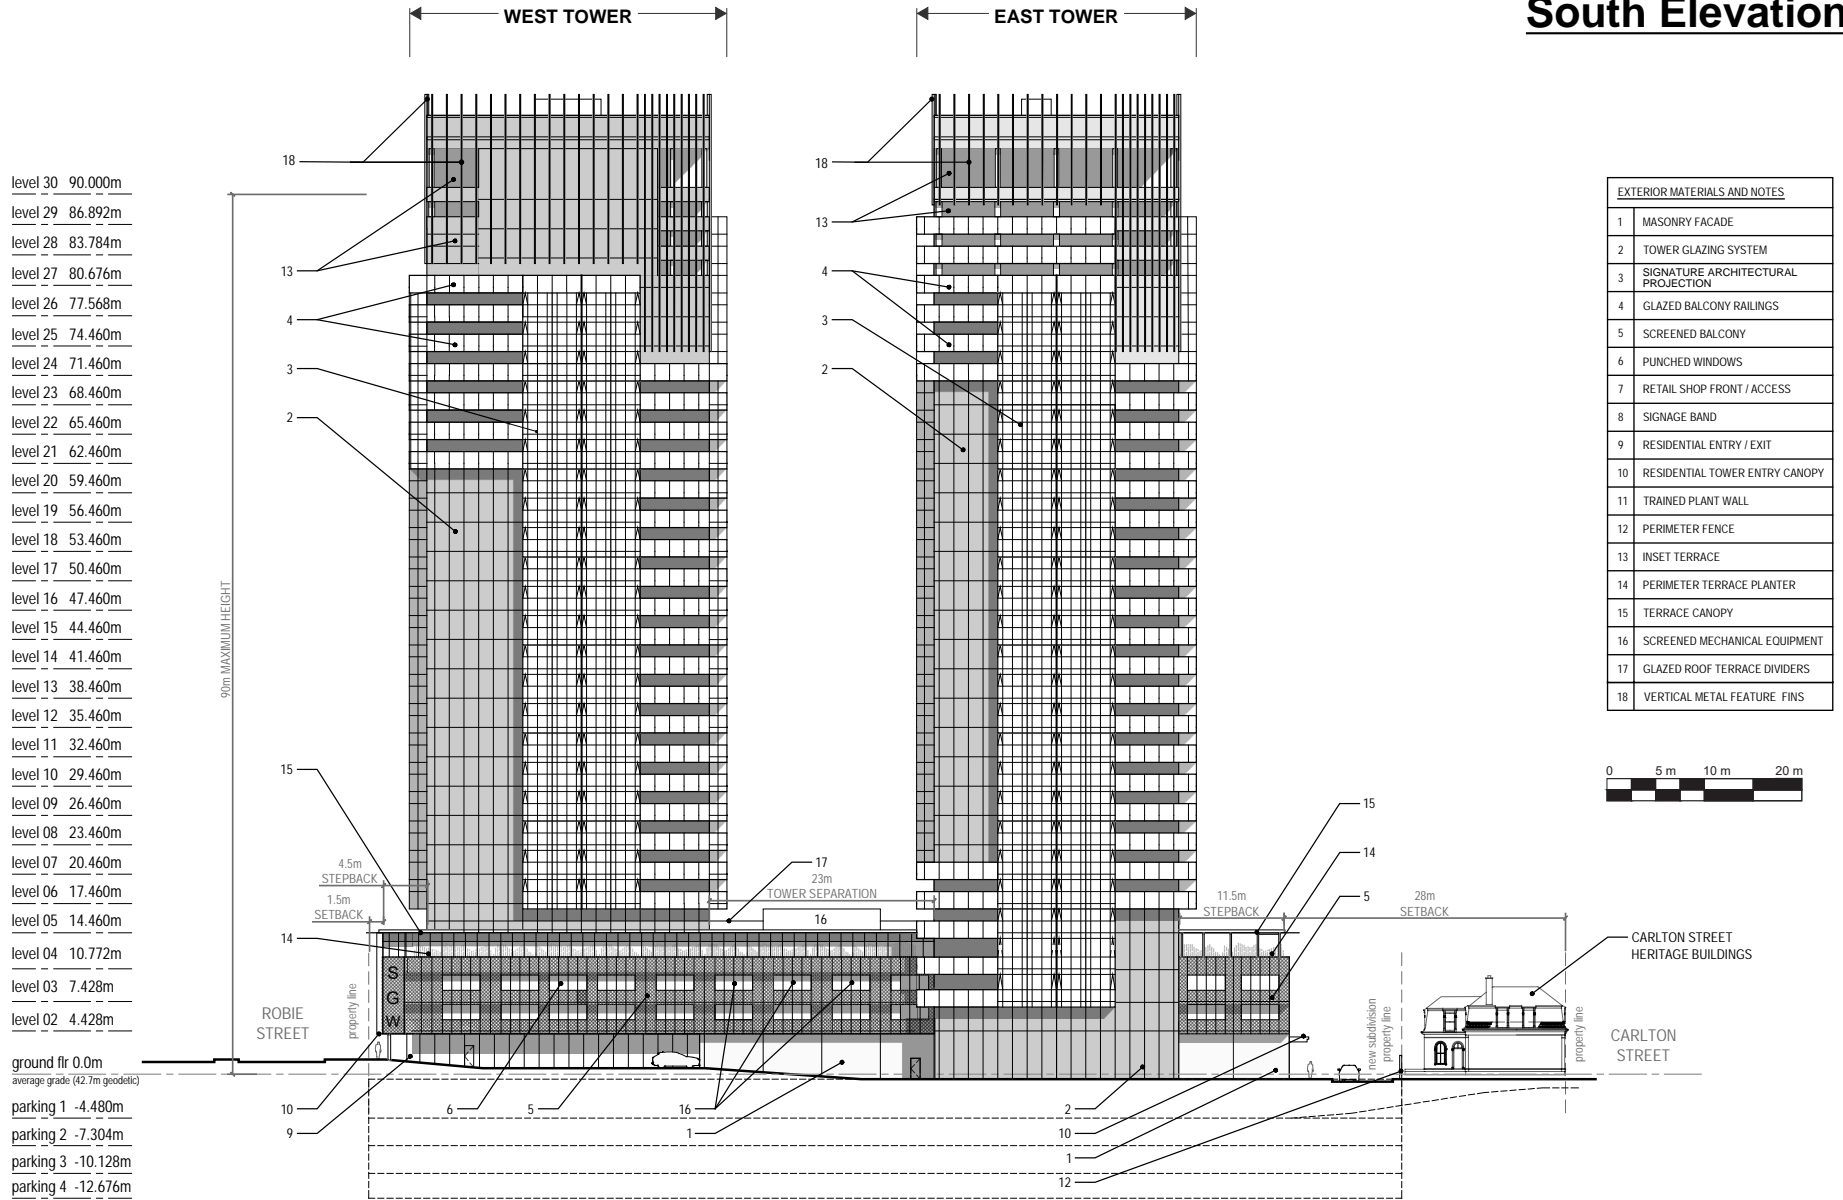 WEST TOWER
EAST TOWER
South Elevation
level 30 90.000m
level 29 86.892m
level 28 83.784m
level 27 80.676m
level 26 77.568m
level 25 74.460m
level 24 71.460m
level 23 68.460m
level 22 65.460m
level 21 62.460m
level 20 59.460m
level 19 56.460m
level 18 53.460m
level 17 50.460m
level 16 47.460m
level 15 44.460m
level 14 41.460m
level 13 38.460m
level 12 35.460m
level 11 32.460m
level 10 29.460m
level 09 26.460m
level 08 23.460m
level 07 20.460m
level 06 17.460m
level 05 14.460m
level 04 10.772m
level 03 7.428m
level 02 4.428m
ground flr 0.0m
average grade (42.7m geodetic)
parking 1 -4.480m
parking 2 -7.304m
parking 3 -10.128m
parking 4 -12.676m
90m MAXIMUM HEIGHT
18
13
4
3
2
15
4.5m
STEPBACK
1.5m
SETBACK
14
ROBIE
STREET
property line
S
G
W
10
9
6
5
16
1
17
23m
TOWER SEPARATION
16
18
13
4
3
2
2
10
1
12
15
14
5
11.5m
STEPBACK
28m
SETBACK
CARLTON STREET
HERITAGE BUILDINGS
new subdivision
property line
property line
CARLTON
STREET
EXTERIOR MATERIALS AND NOTES
1 MASONRY FACADE
2 TOWER GLAZING SYSTEM
3 SIGNATURE ARCHITECTURAL
PROJECTION
4 GLAZED BALCONY RAILINGS
5 SCREENED BALCONY
6 PUNCHED WINDOWS
7 RETAIL SHOP FRONT / ACCESS
8 SIGNAGE BAND
9 RESIDENTIAL ENTRY / EXIT
10 RESIDENTIAL TOWER ENTRY CANOPY
11 TRAINED PLANT WALL
12 PERIMETER FENCE
13 INSET TERRACE
14 PERIMETER TERRACE PLANTER
15 TERRACE CANOPY
16 SCREENED MECHANICAL EQUIPMENT
17 GLAZED ROOF TERRACE DIVIDERS
18 VERTICAL METAL FEATURE FINS
0 5 m 10 m 20 m